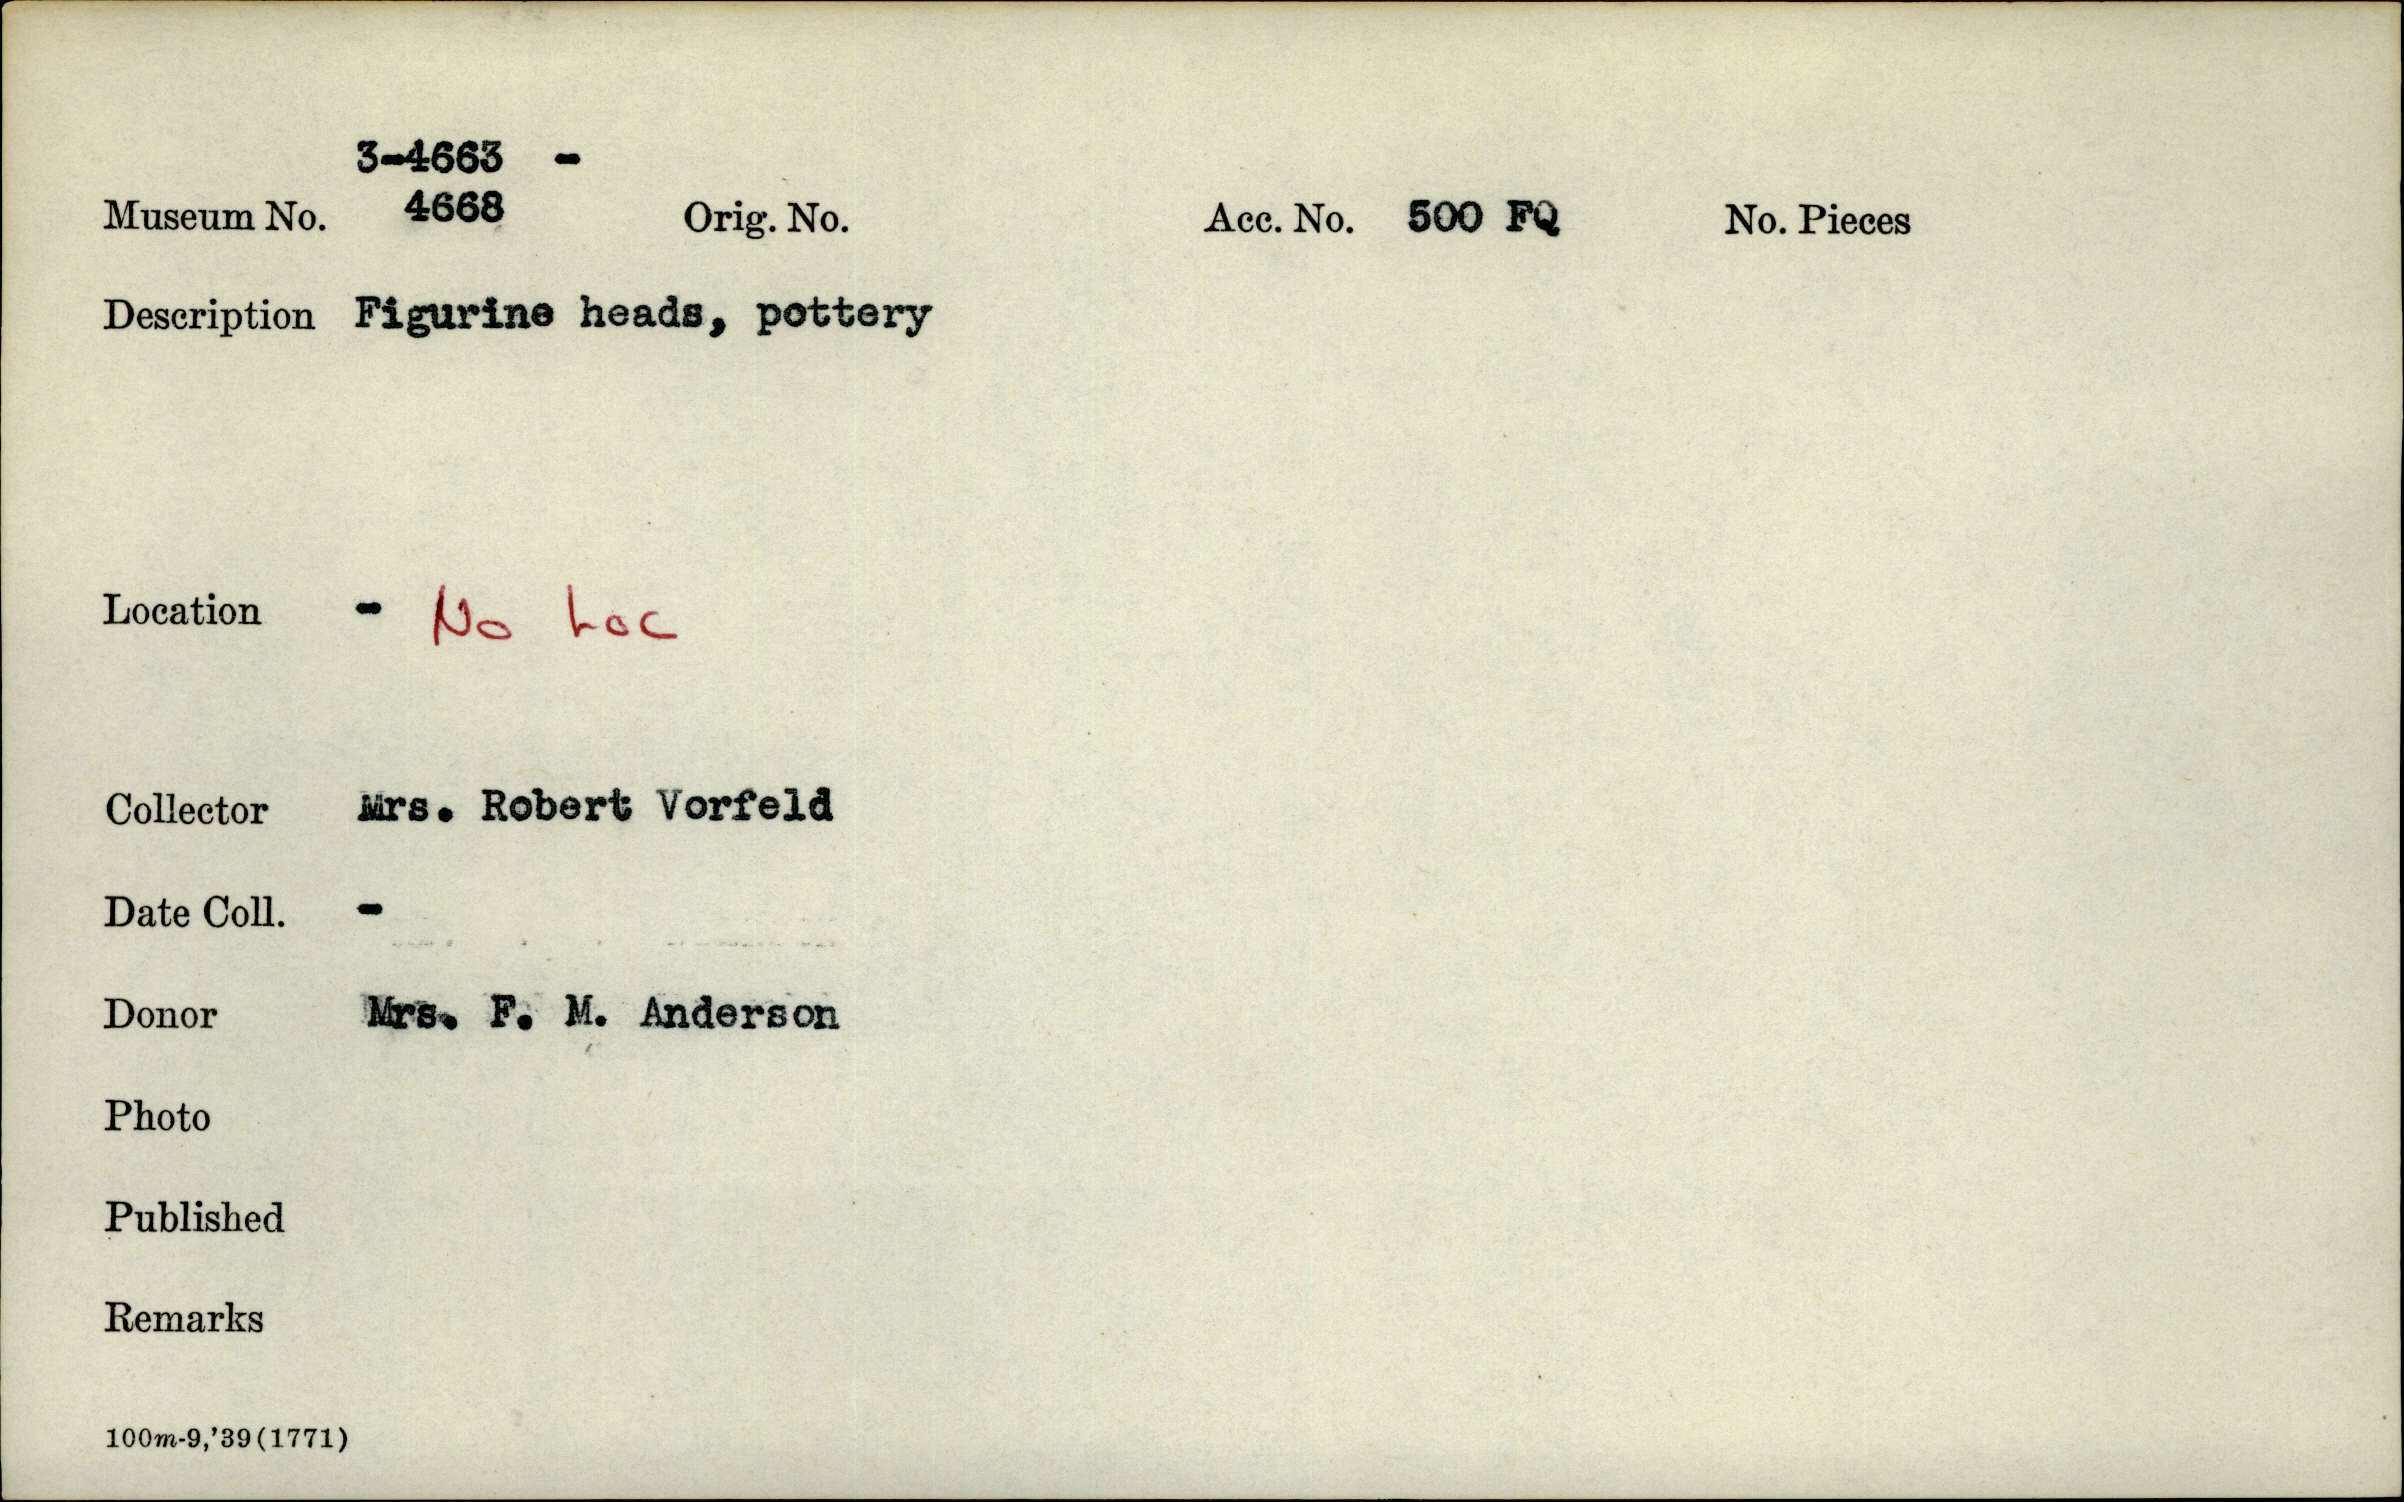 3-4663 -
Museum No. 4668 Orig. No. Acc. No. 500 FQ No. Pieces
Description Figurine heads, pottery
Location - No Loc
Collector Mrs. Robert Vorfeld
Date Coll. -
Donor Mrs. F. M. Anderson
Photo
Published
Remarks
100m-9,'39(1771)